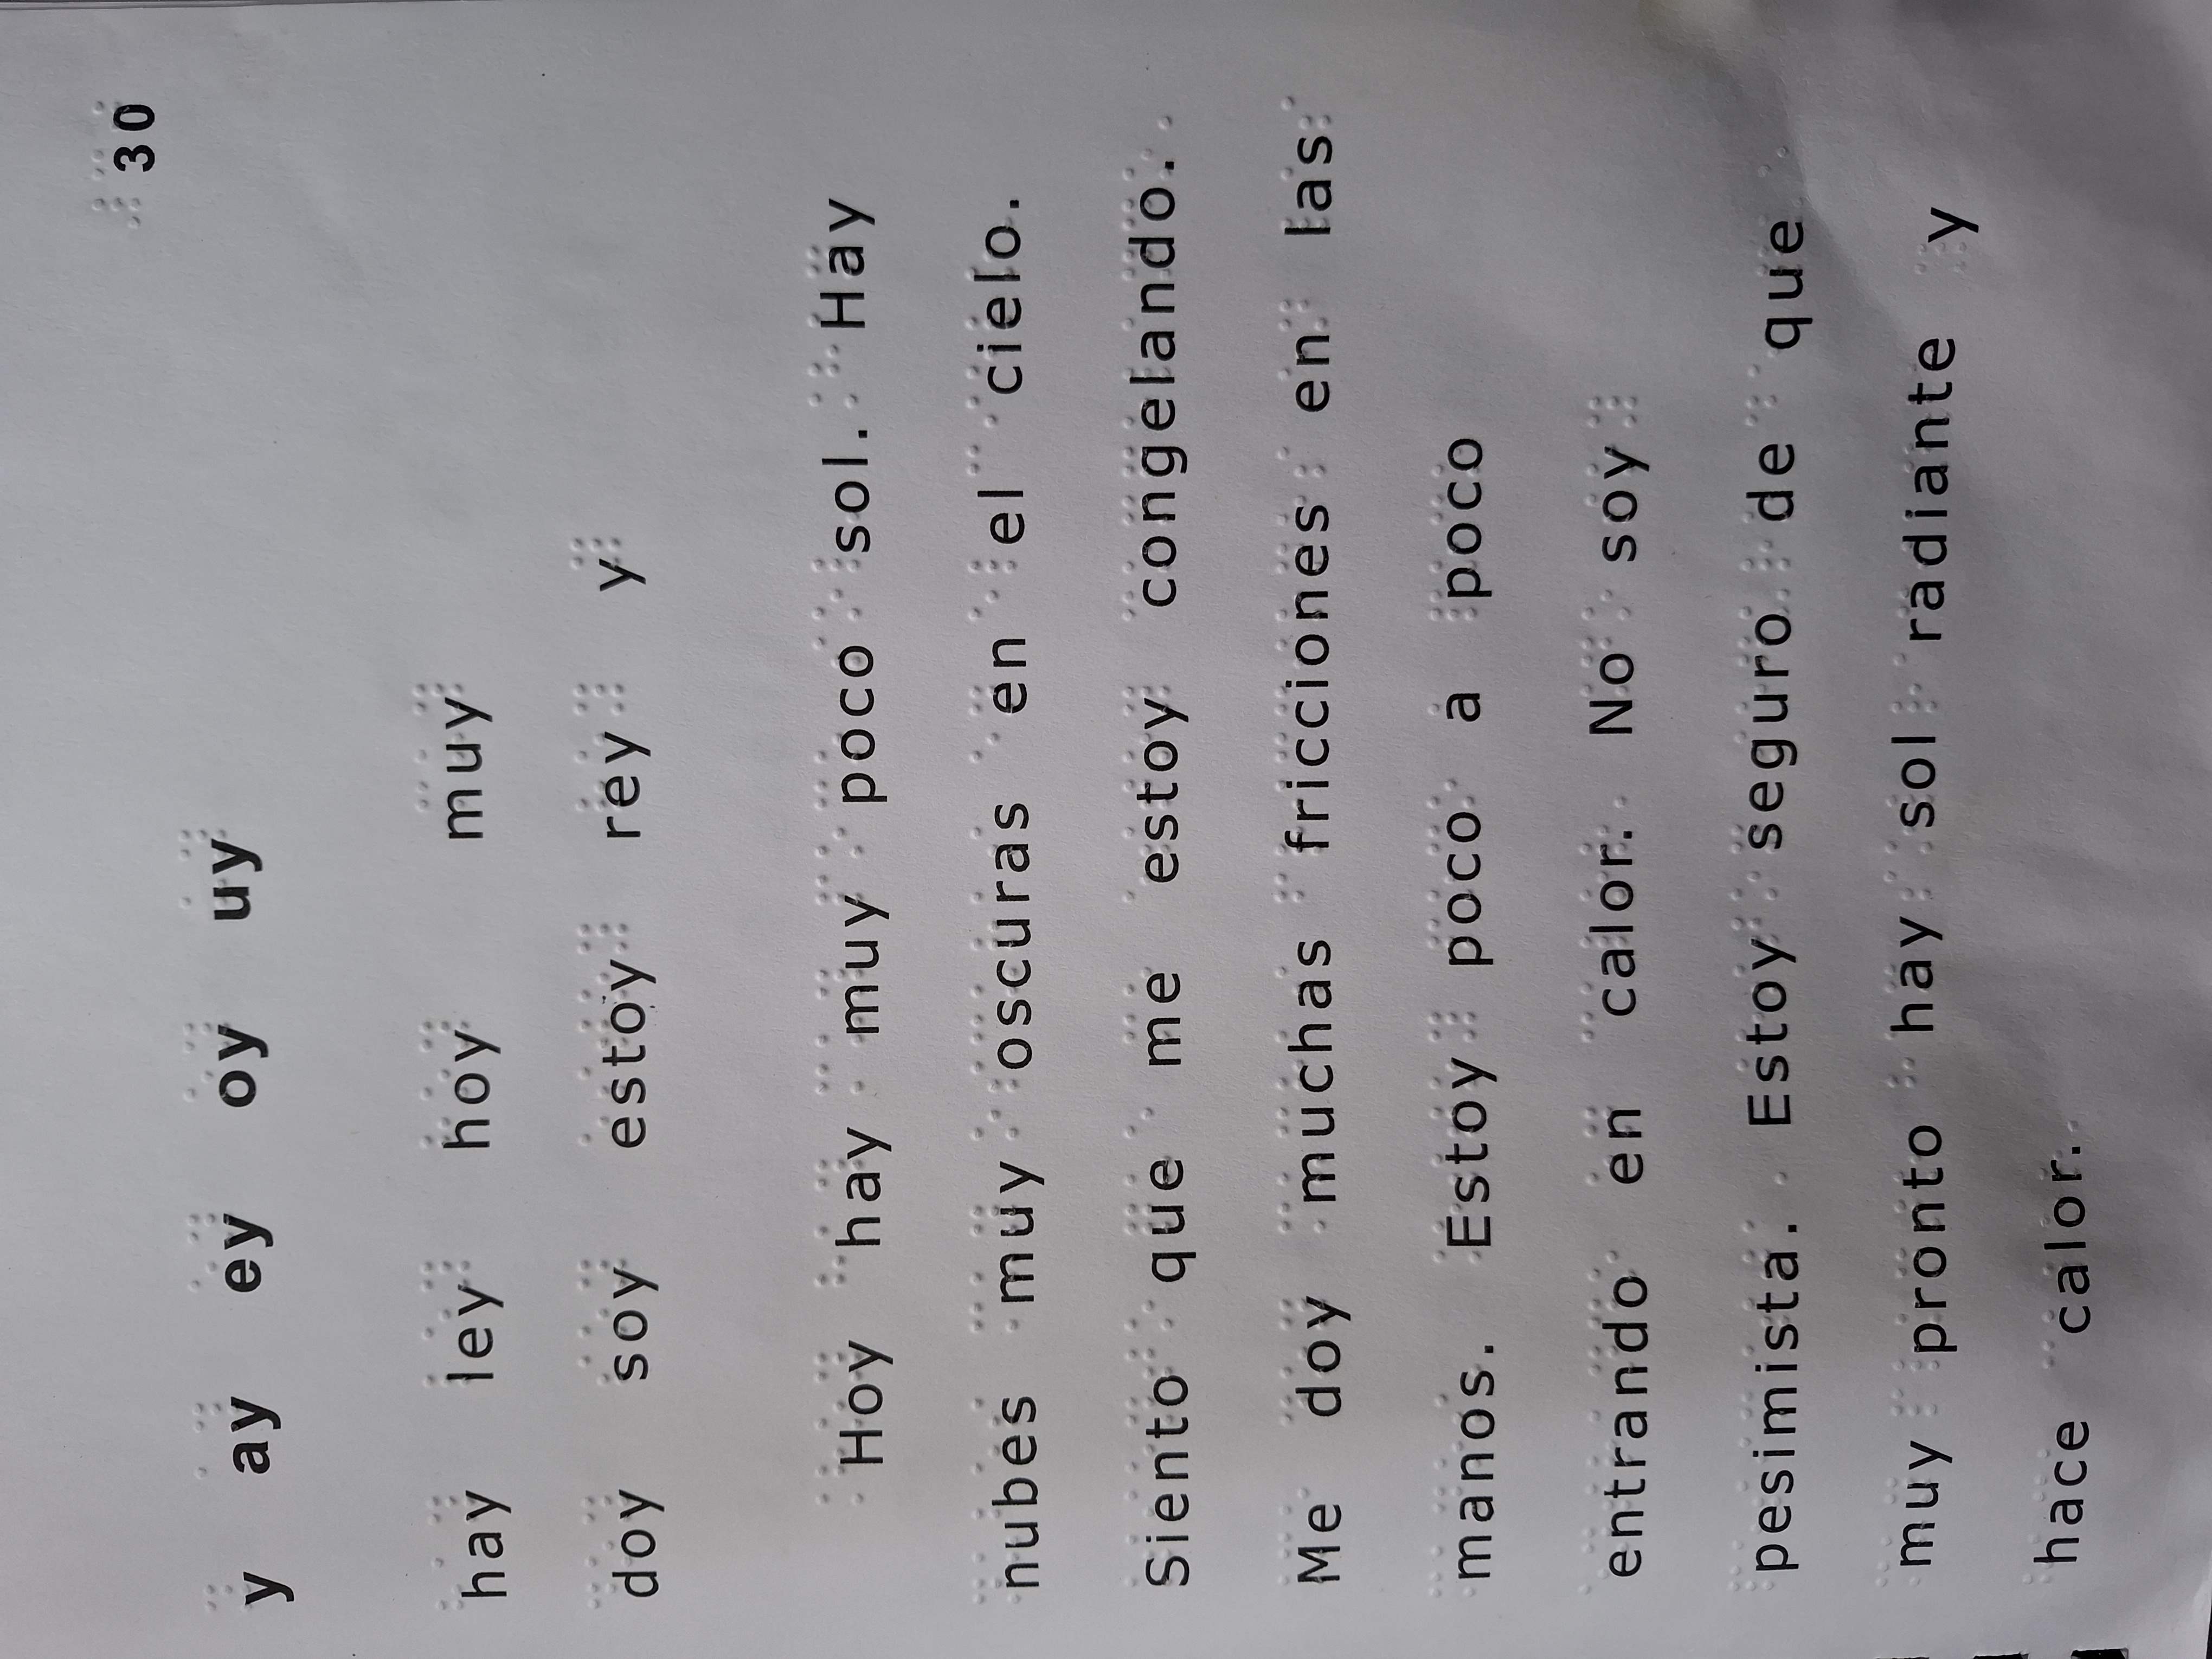 30
y ay ey oy uy
hay ley hoy muy
doy soy estoy rey y
Hoy hay muy poco sol. Hay
nubes muy oscuras en el cielo.
Siento que me estoy congelando.
Me doy muchas fricciones en las
manos. Estoy poco a poco
entrando en calor. No soy
pesimista. Estoy seguro de que
muy pronto hay sol radiante y
hace calor.